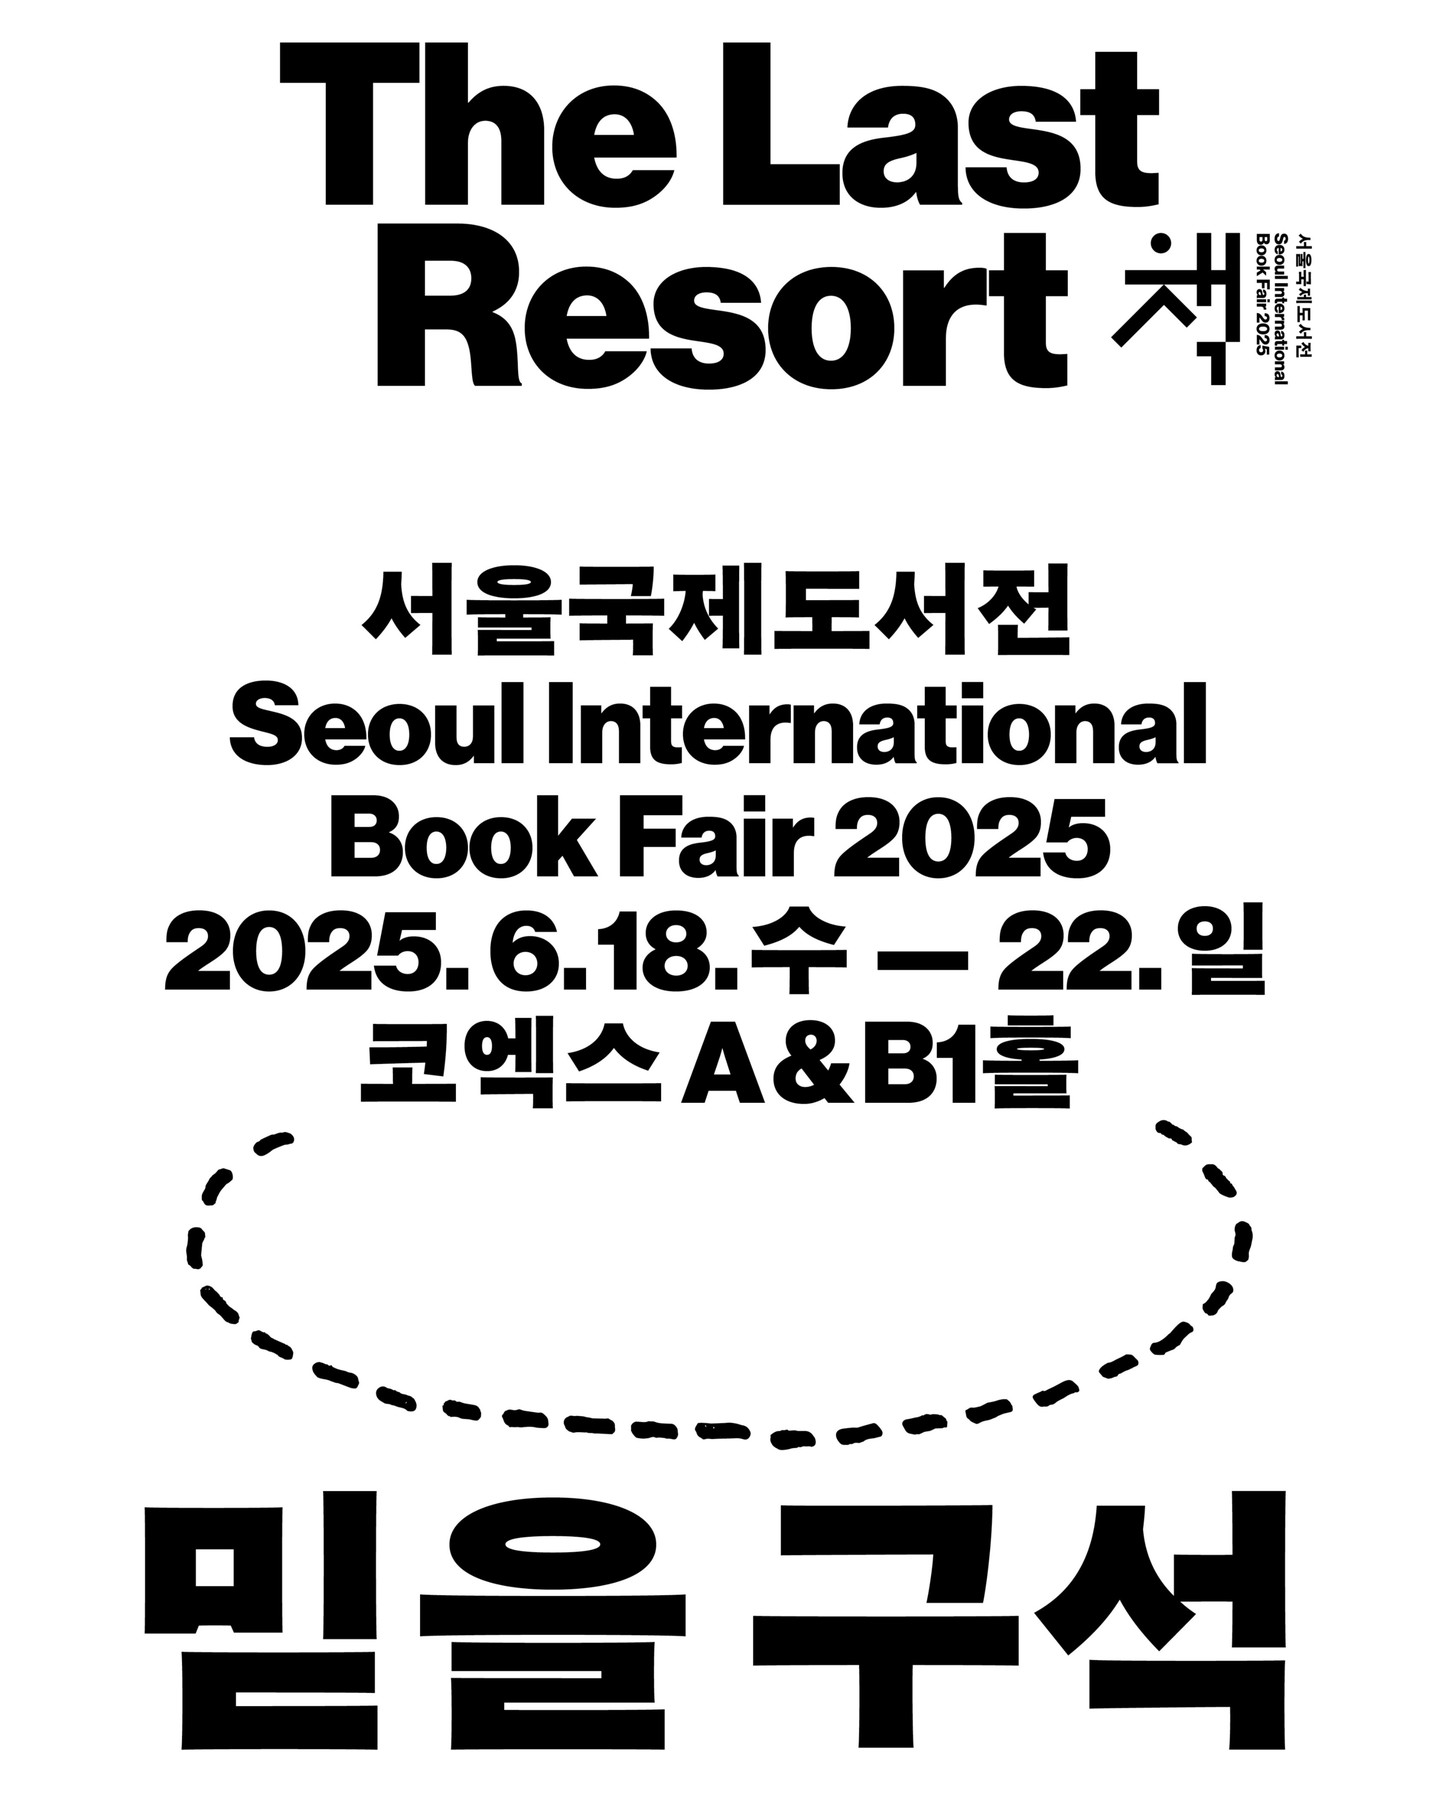 The Last
Resort
책
서울국제도서전
Seoul International
Book Fair 2025
서울국제도서전
Seoul International
Book Fair 2025
2025. 6. 18. 수 — 22. 일
코엑스 A & B1홀
믿을 구석